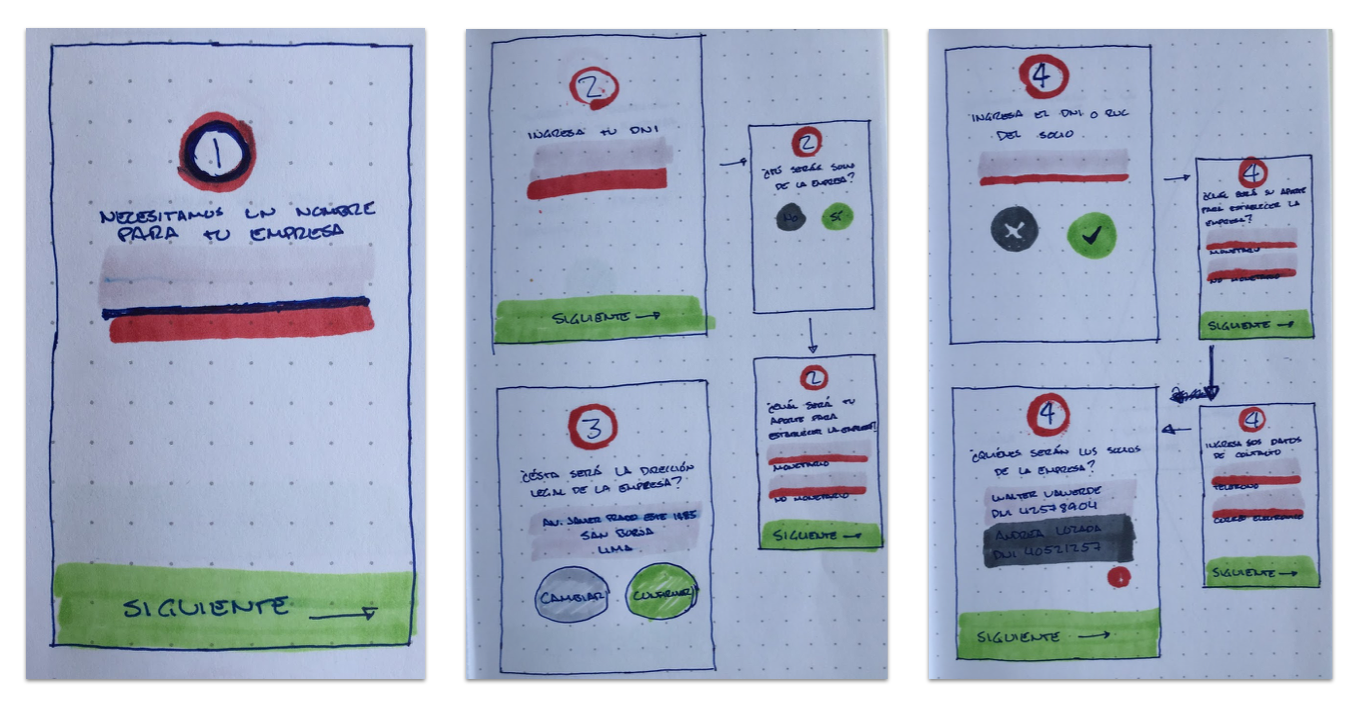 1
NECESITAMOS UN NOMBRE
PARA TU EMPRESA
SIGUIENTE →
2
INGRESA TU DNI
SIGUIENTE →
2
¿TÚ SERÁS SOCIO
DE LA EMPRESA?
NO
SÍ
2
¿CUÁL SERÁ TU
APORTE PARA
ESTABLECER LA EMPRESA?
MONETARIO
NO MONETARIO
SIGUIENTE →
3
¿ÉSTA SERÁ LA DIRECCIÓN
LEGAL DE LA EMPRESA?
AV. JAVIER PRADO ESTE
SAN BORJA
LIMA
CAMBIAR
CONFIRMAR
4
INGRESA EL DNI O RUC
DEL SOCIO
4
¿CUÁL SERÁ SU APORTE
PARA ESTABLECER LA
EMPRESA?
MONETARIO
NO MONETARIO
SIGUIENTE →
4
INGRESA SUS DATOS
DE CONTACTO
TELÉFONO
CORREO ELECTRÓNICO
SIGUIENTE →
4
¿QUIÉNES SERÁN LOS SOCIOS
DE LA EMPRESA?
WALTER VALVERDE
DNI 42578904
ANDREA LOZADA
DNI 40521257
SIGUIENTE →